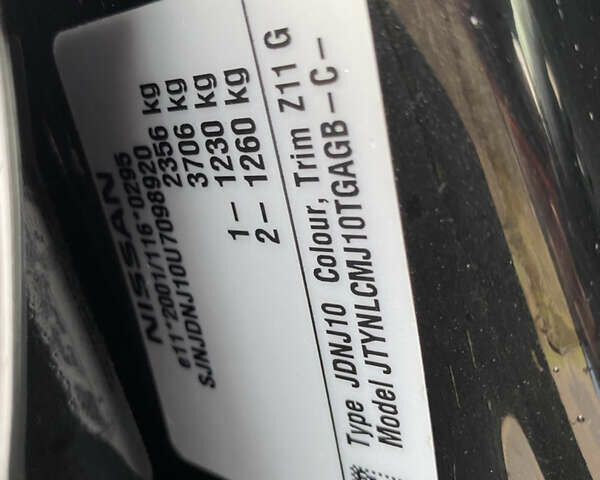 NISSAN
e11*2001/116*0295
SJNJDNJ10U7098920
2356 kg
3706 kg
1– 1230 kg
2– 1260 kg
Type JDNJ10 Colour, Trim Z11 G
Model JTYNLCMJ10TGAGB–C–